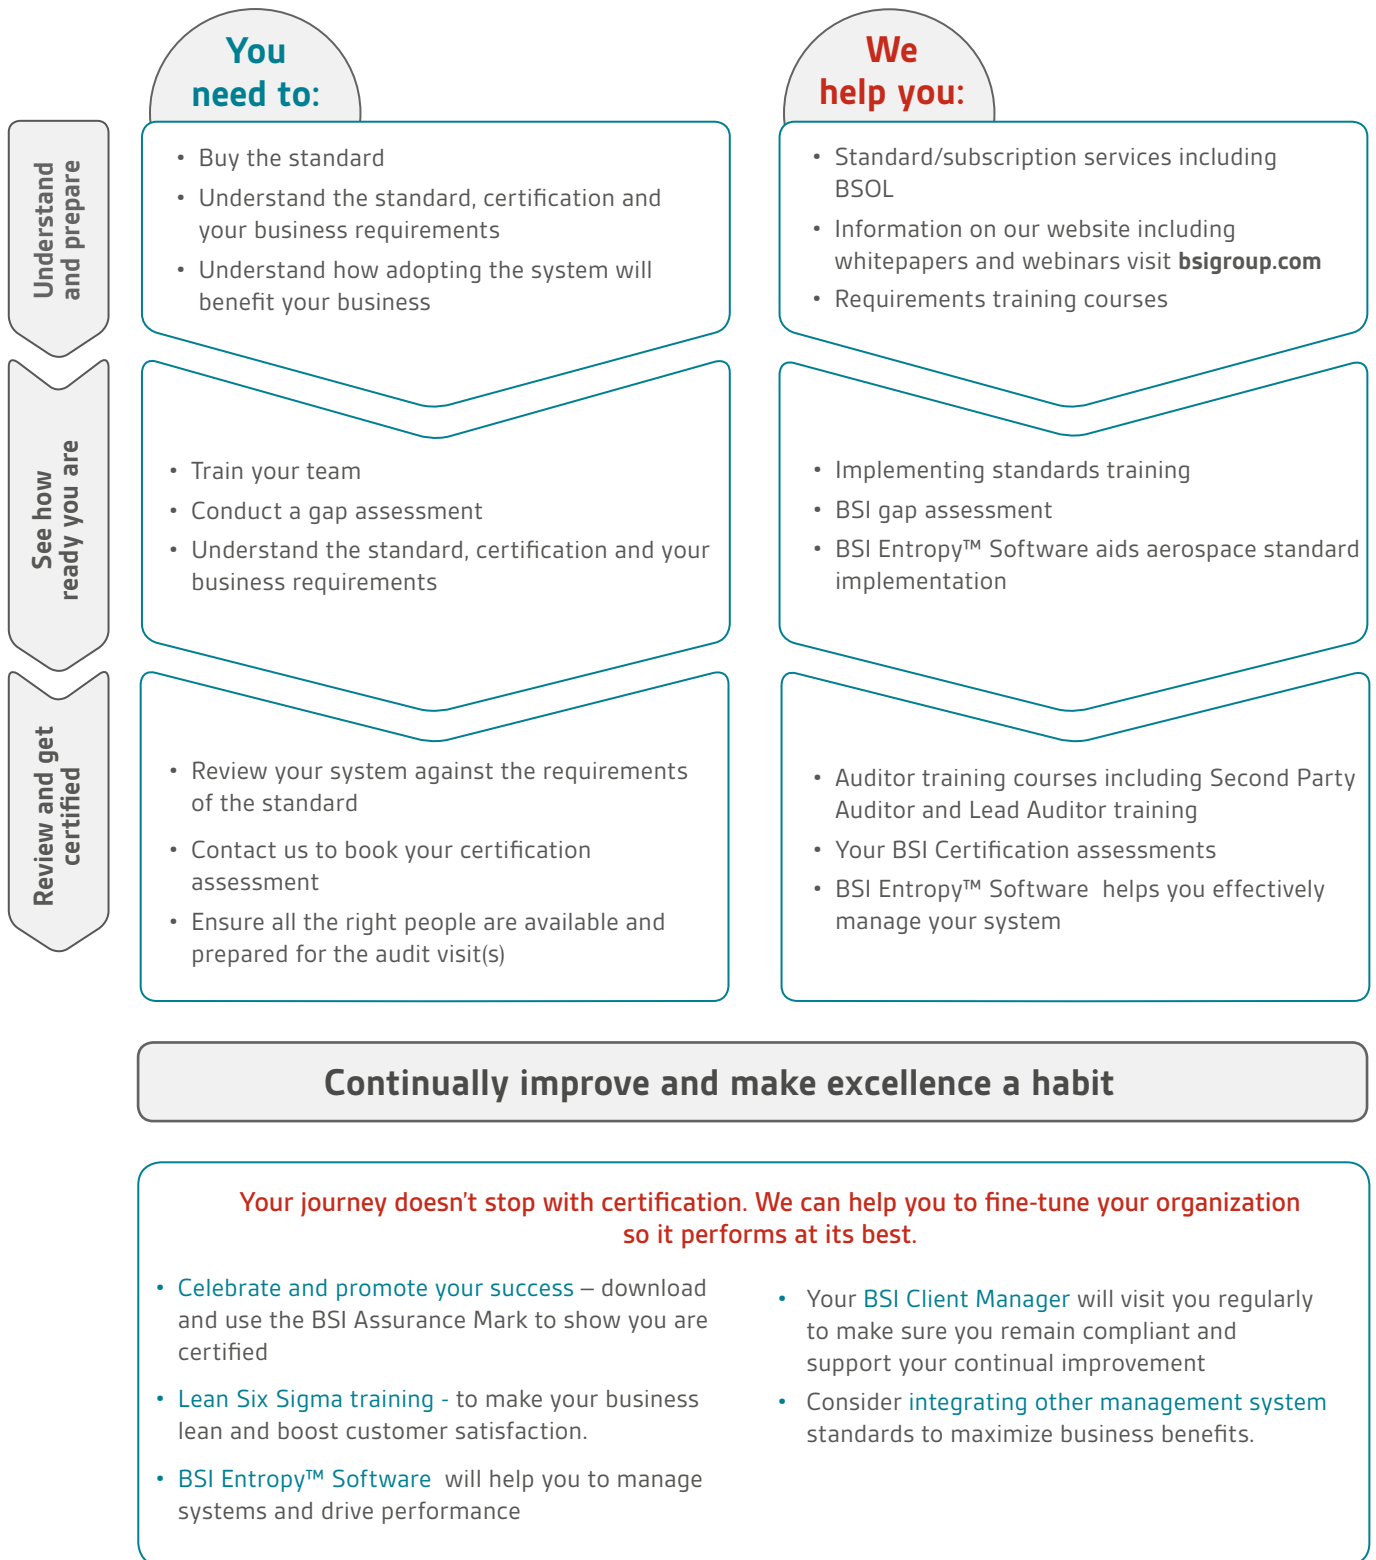 You
need to:
We
help you:
Understand
and prepare
• Buy the standard
• Understand the standard, certification and
your business requirements
• Understand how adopting the system will
benefit your business
• Standard/subscription services including
BSOL
• Information on our website including
whitepapers and webinars visit bsigroup.com
• Requirements training courses
See how
ready you are
• Train your team
• Conduct a gap assessment
• Understand the standard, certification and your
business requirements
• Implementing standards training
• BSI gap assessment
• BSI Entropy™ Software aids aerospace standard
implementation
Review and get
certified
• Review your system against the requirements
of the standard
• Contact us to book your certification
assessment
• Ensure all the right people are available and
prepared for the audit visit(s)
• Auditor training courses including Second Party
Auditor and Lead Auditor training
• Your BSI Certification assessments
• BSI Entropy™ Software helps you effectively
manage your system
Continually improve and make excellence a habit
Your journey doesn't stop with certification. We can help you to fine-tune your organization
so it performs at its best.
• Celebrate and promote your success – download
and use the BSI Assurance Mark to show you are
certified
• Lean Six Sigma training - to make your business
lean and boost customer satisfaction.
• BSI Entropy™ Software will help you to manage
systems and drive performance
• Your BSI Client Manager will visit you regularly
to make sure you remain compliant and
support your continual improvement
• Consider integrating other management system
standards to maximize business benefits.